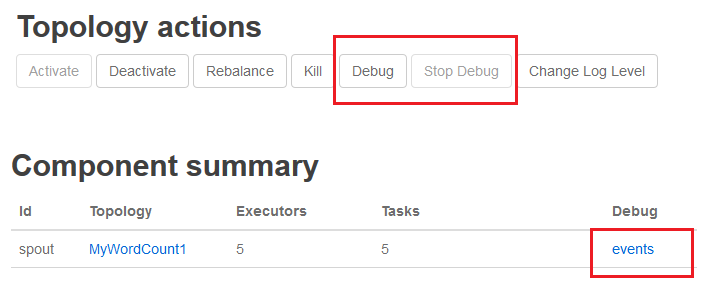 Topology actions
Activate Deactivate Rebalance Kill Debug Stop Debug Change Log Level
Component summary
Id Topology Executors Tasks Debug
spout MyWordCount1 5 5 events